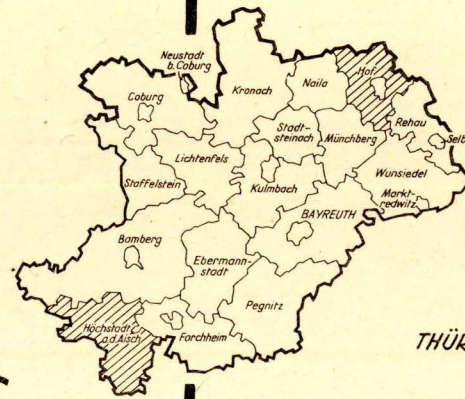 Neustadt
b. Coburg
Kronach
Naila
Hof
Coburg
Rehau
Stadt-
steinach
Münchberg
Selb
Lichtenfels
Wunsiedel
Staffelstein
Kulmbach
Markt-
redwitz
BAYREUTH
Bamberg
Ebermann-
stadt
Pegnitz
Höchstadt
a.d.Aisch
Forchheim
THÜR